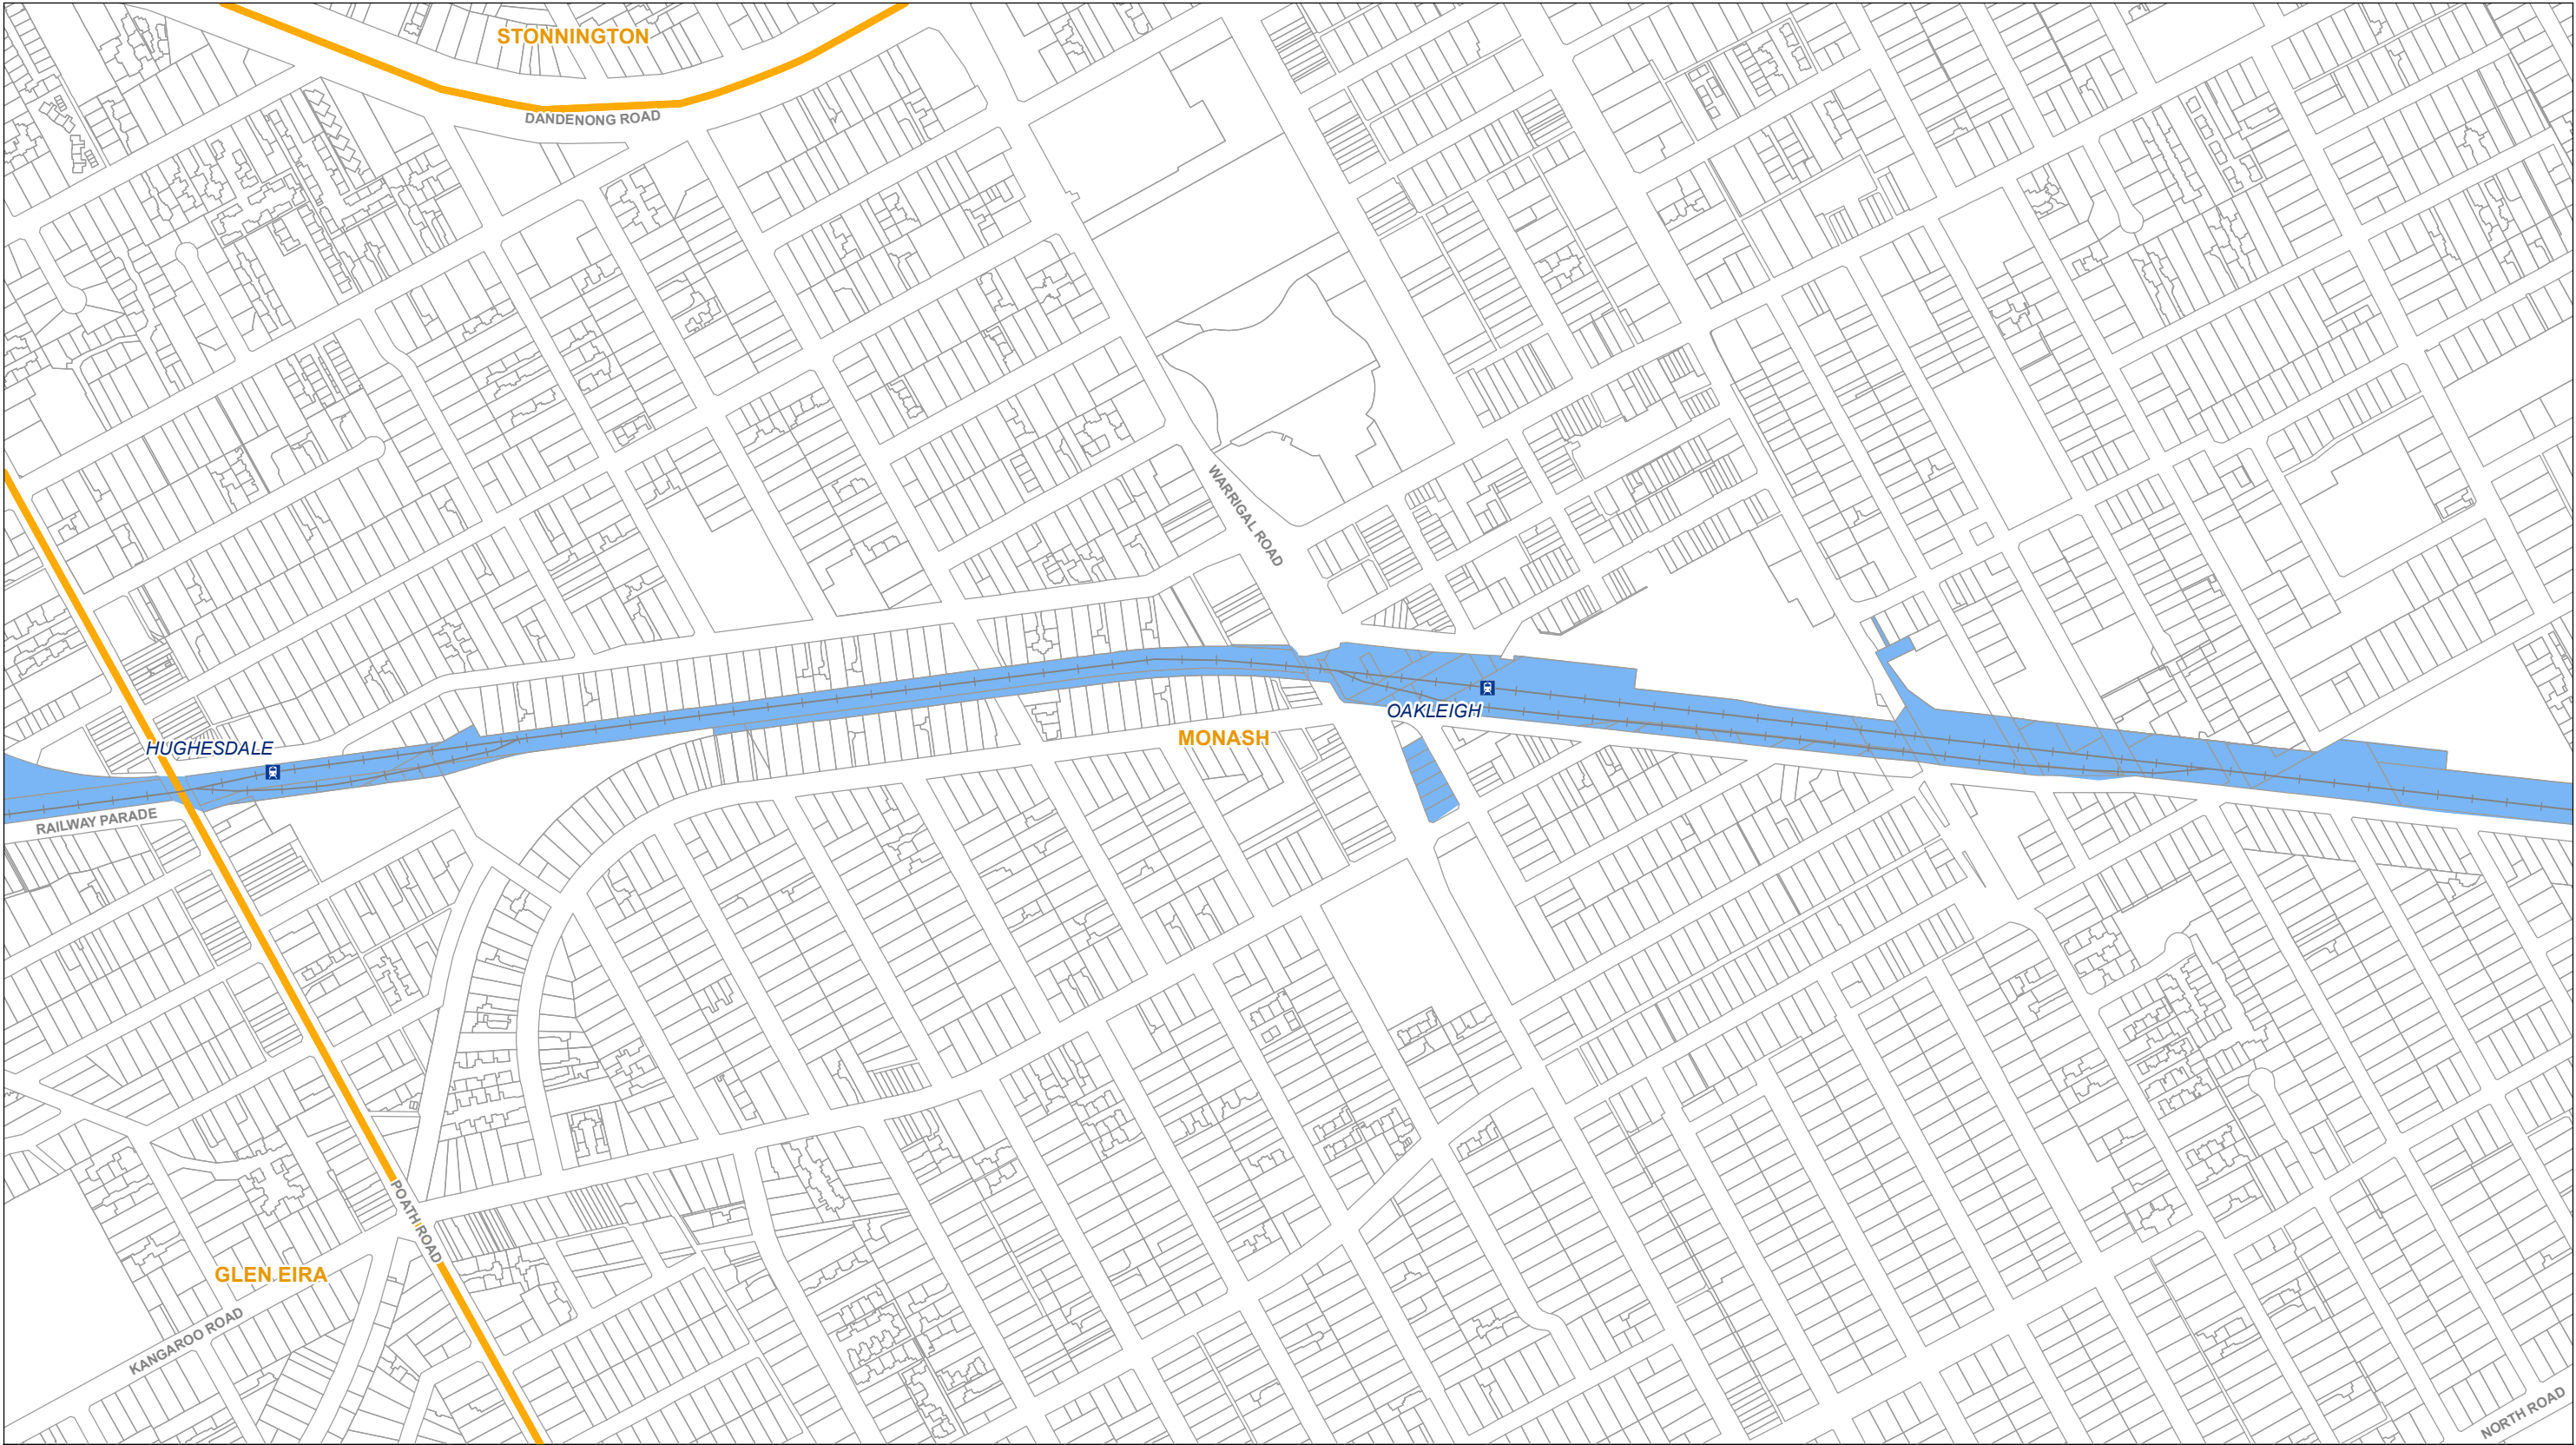 STONNINGTON
DANDENONG ROAD
WARRIGAL ROAD
OAKLEIGH
MONASH
HUGHESDALE
RAILWAY PARADE
POATH ROAD
GLEN EIRA
KANGAROO ROAD
NORTH ROAD